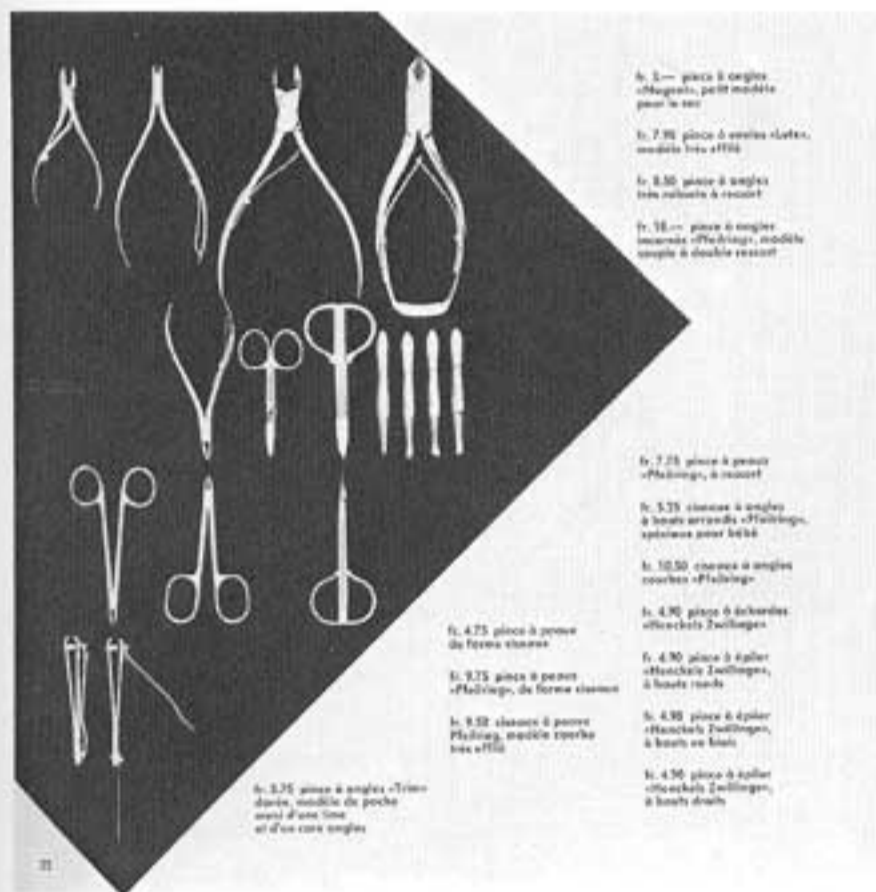 fr. 5.— pince à ongles
petit modèle
pour le sac
fr. 7.95 pince à envies
modèle très effilé
fr. 8.50 pince à ongles
très robuste à ressort
fr. 18.— pince à ongles
incarnés «Pfeilring», modèle
souple à double ressort
fr. 7.75 pince à peaux
«Pfeilring», à ressort
fr. 5.25 ciseaux à ongles
à bouts arrondis «Pfeilring»,
spéciaux pour bébé
fr. 10.50 ciseaux à ongles
courbes «Pfeilring»
fr. 4.90 pince à échardes
«Henckels Zwillinge»
fr. 4.90 pince à épiler
«Henckels Zwillinge»,
à bouts ronds
fr. 4.90 pince à épiler
«Henckels Zwillinge»,
à bouts en biais
fr. 4.90 pince à épiler
«Henckels Zwillinge»,
à bouts droits
fr. 4.75 pince à peaux
de forme ciseaux
fr. 9.75 pince à peaux
«Pfeilring», de forme ciseaux
fr. 9.50 ciseaux à peaux
Pfeilring, modèle courbe
très effilé
fr. 3.75 pince à ongles «Trim»
dorée, modèle de poche
muni d'une lime
et d'un cure ongles